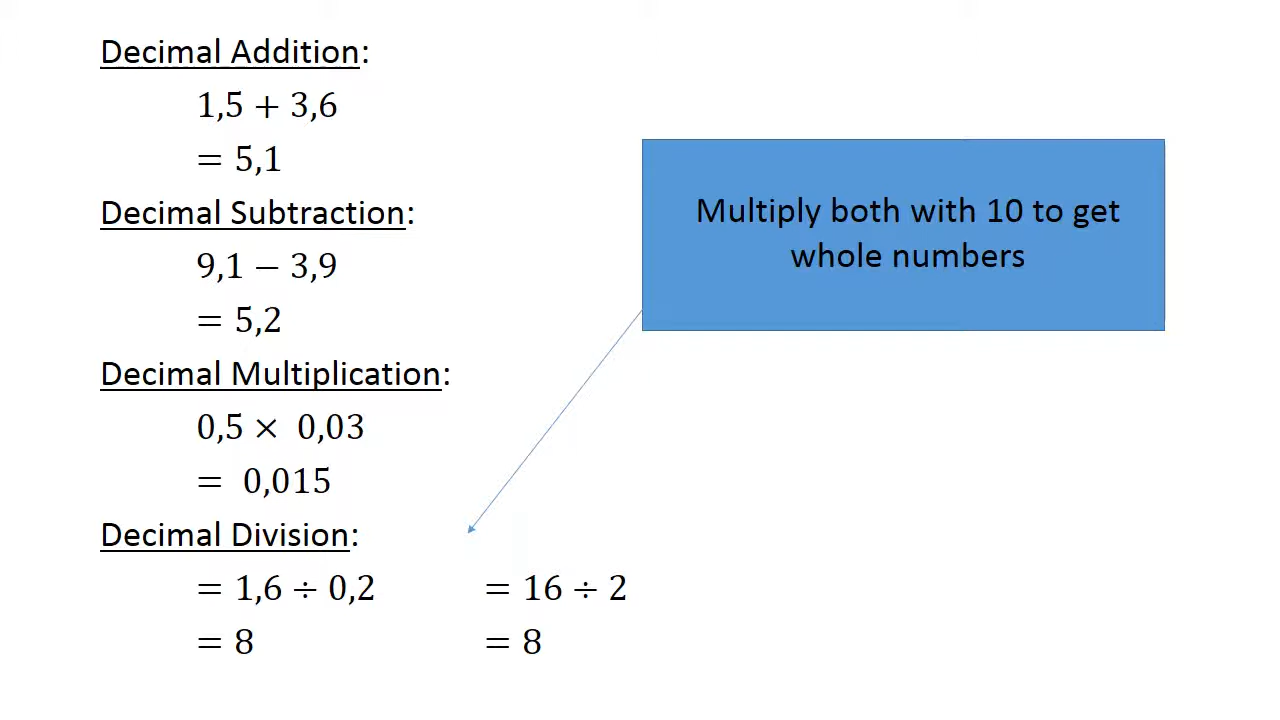 Decimal Addition:
1,5 + 3,6
= 5,1
Decimal Subtraction:
9,1 − 3,9
= 5,2
Decimal Multiplication:
0,5 × 0,03
= 0,015
Decimal Division:
= 1,6 ÷ 0,2
= 8
= 16 ÷ 2
= 8
Multiply both with 10 to get
whole numbers